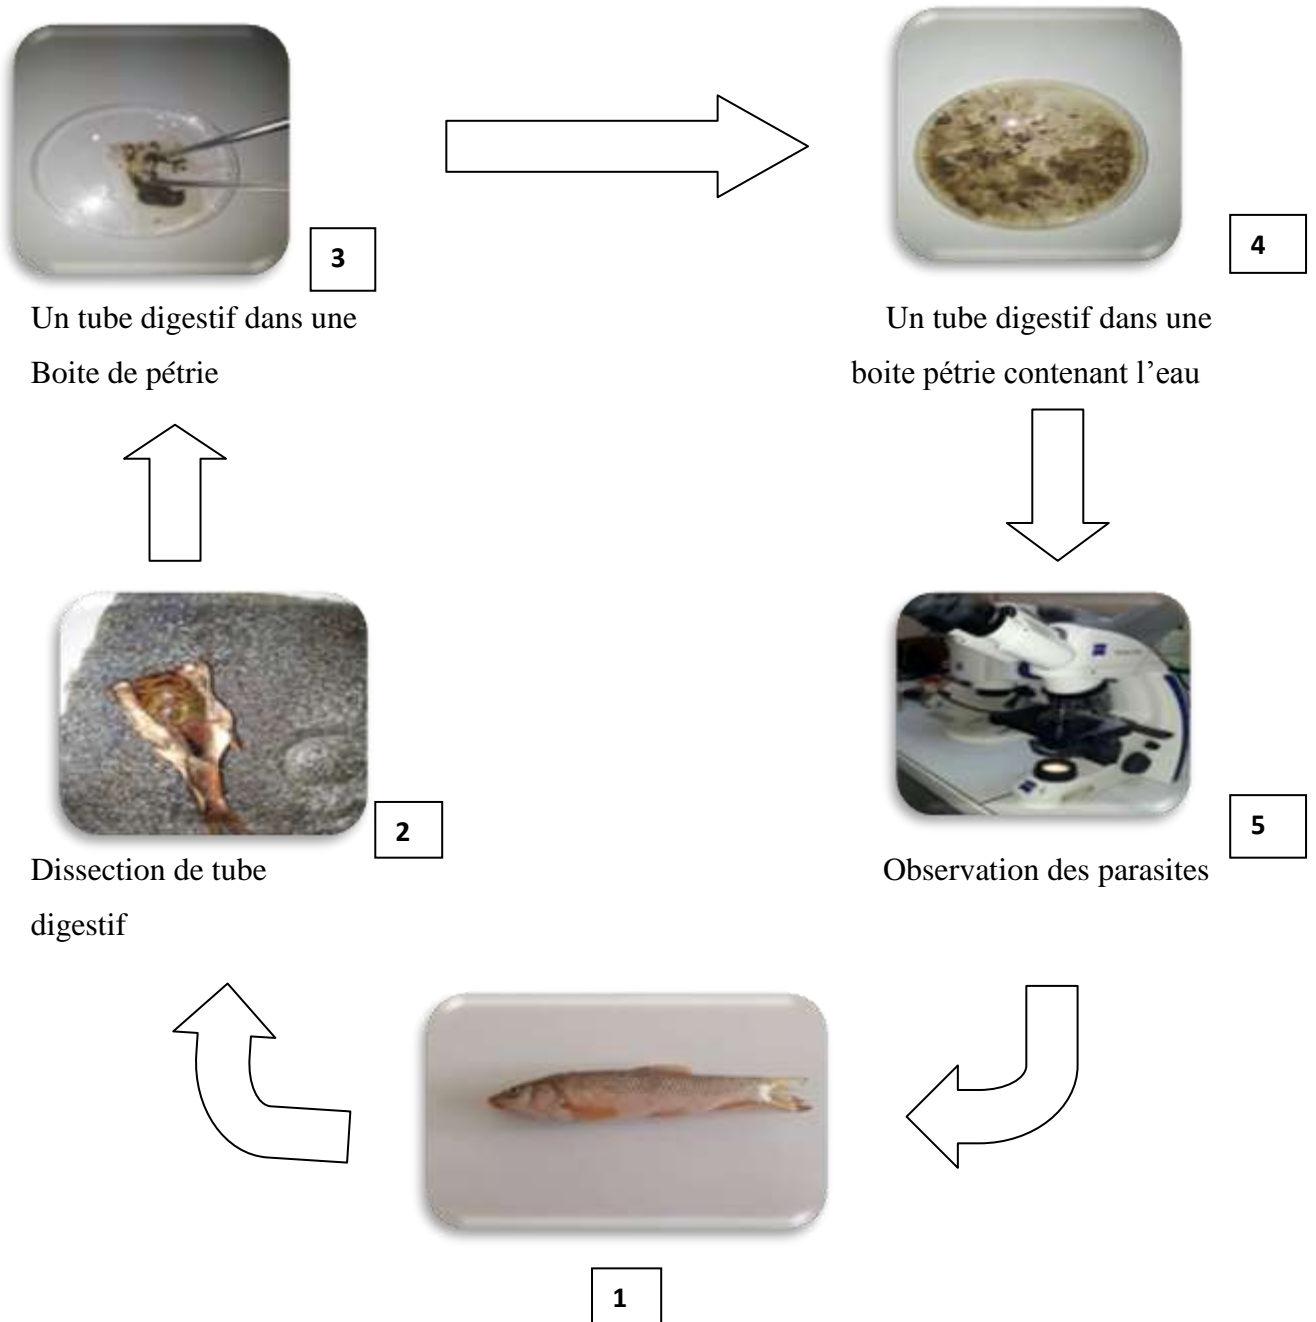 3
4
Un tube digestif dans une
Boite de pétrie
Un tube digestif dans une
boite pétrie contenant l’eau
2
5
Dissection de tube
digestif
Observation des parasites
1